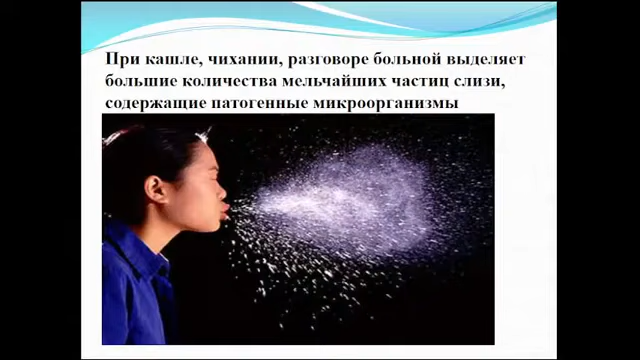 При кашле, чихании, разговоре больной выделяет
большие количества мельчайших частиц слизи,
содержащие патогенные микроорганизмы